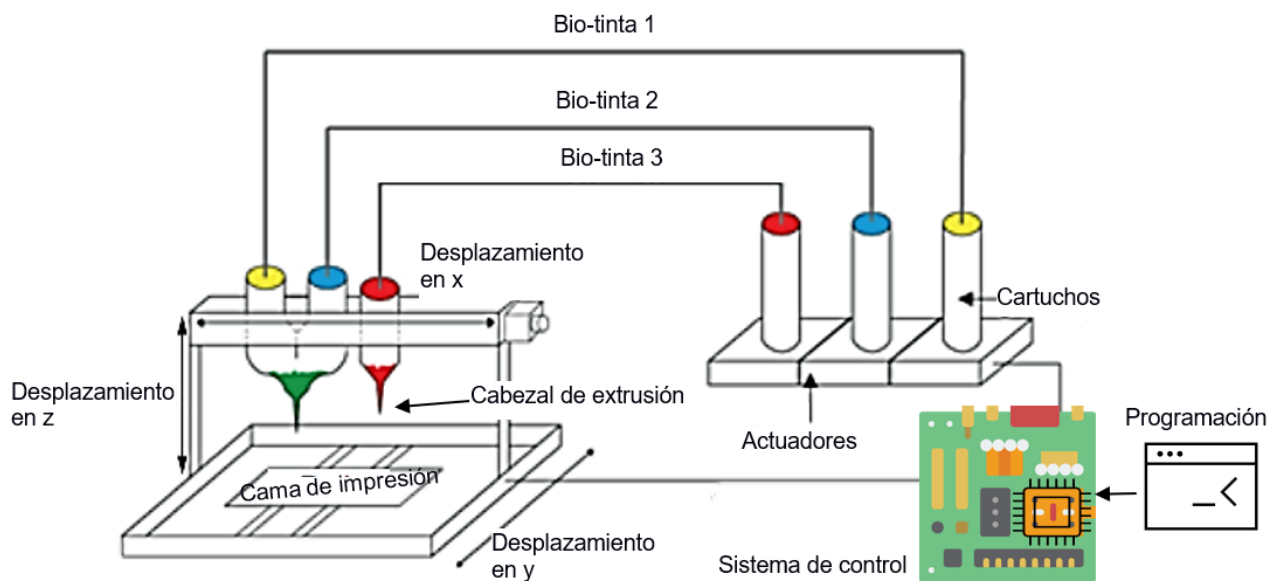 Bio-tinta 1
Bio-tinta 2
Bio-tinta 3
Desplazamiento
en x
Cartuchos
Desplazamiento
en z
Cabezal de extrusión
Actuadores
Programación
Cama de impresión
Desplazamiento
en y
Sistema de control